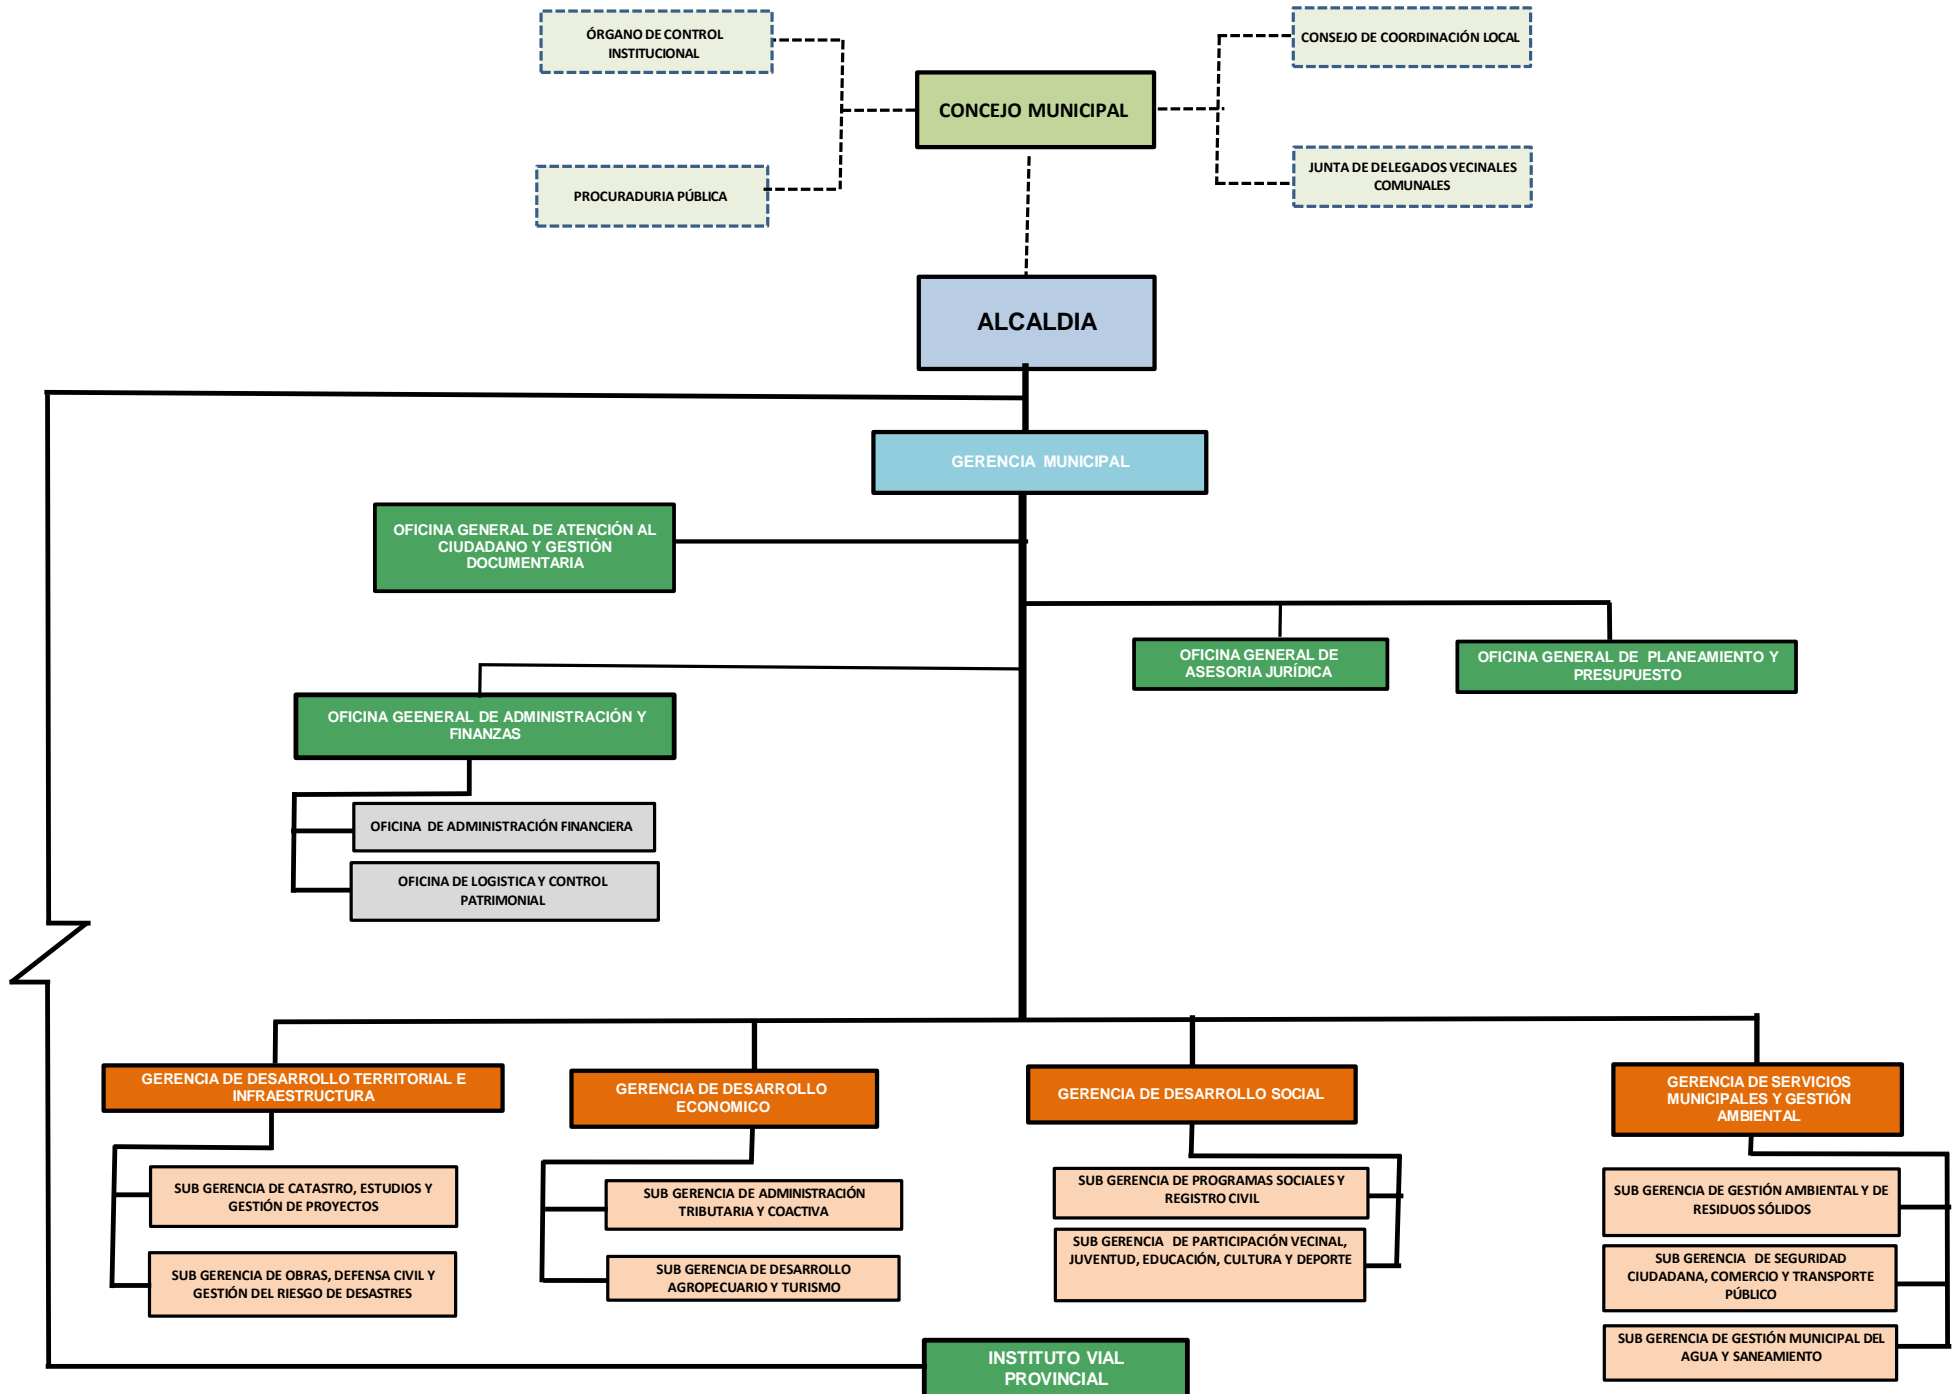 ÓRGANO DE CONTROL
INSTITUCIONAL
CONSEJO DE COORDINACIÓN LOCAL
CONCEJO MUNICIPAL
PROCURADURIA PÚBLICA
JUNTA DE DELEGADOS VECINALES
COMUNALES
ALCALDIA
GERENCIA MUNICIPAL
OFICINA GENERAL DE ATENCIÓN AL
CIUDADANO Y GESTIÓN
DOCUMENTARIA
OFICINA GENERAL DE
ASESORIA JURÍDICA
OFICINA GENERAL DE PLANEAMIENTO Y
PRESUPUESTO
OFICINA GEENERAL DE ADMINISTRACIÓN Y
FINANZAS
OFICINA DE ADMINISTRACIÓN FINANCIERA
OFICINA DE LOGISTICA Y CONTROL
PATRIMONIAL
GERENCIA DE DESARROLLO TERRITORIAL E
INFRAESTRUCTURA
GERENCIA DE DESARROLLO
ECONOMICO
GERENCIA DE DESARROLLO SOCIAL
GERENCIA DE SERVICIOS
MUNICIPALES Y GESTIÓN
AMBIENTAL
SUB GERENCIA DE CATASTRO, ESTUDIOS Y
GESTIÓN DE PROYECTOS
SUB GERENCIA DE OBRAS, DEFENSA CIVIL Y
GESTIÓN DEL RIESGO DE DESASTRES
SUB GERENCIA DE ADMINISTRACIÓN
TRIBUTARIA Y COACTIVA
SUB GERENCIA DE DESARROLLO
AGROPECUARIO Y TURISMO
SUB GERENCIA DE PROGRAMAS SOCIALES Y
REGISTRO CIVIL
SUB GERENCIA DE PARTICIPACIÓN VECINAL,
JUVENTUD, EDUCACIÓN, CULTURA Y DEPORTE
SUB GERENCIA DE GESTIÓN AMBIENTAL Y DE
RESIDUOS SÓLIDOS
SUB GERENCIA DE SEGURIDAD
CIUDADANA, COMERCIO Y TRANSPORTE
PÚBLICO
SUB GERENCIA DE GESTIÓN MUNICIPAL DEL
AGUA Y SANEAMIENTO
INSTITUTO VIAL
PROVINCIAL